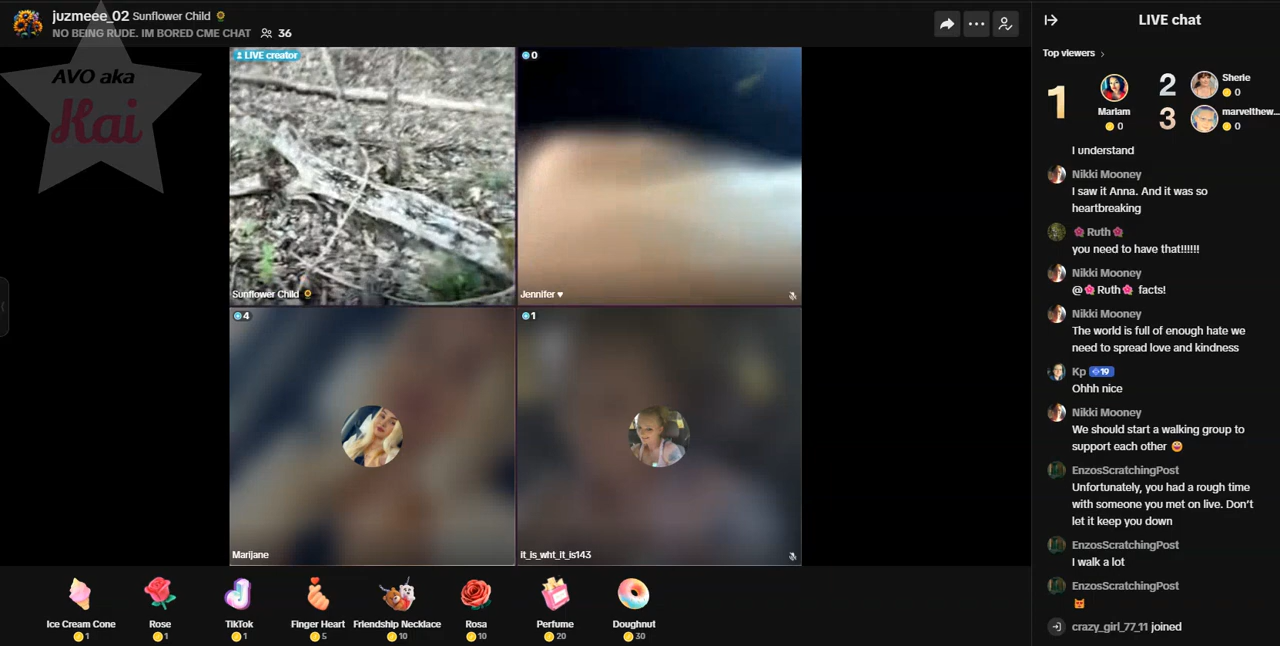 juzmeee_02 Sunflower Child 🌻
NO BEING RUDE. IM BORED CME CHAT 36
AVO aka
Kai
LIVE creator
0
Sunflower Child 🌻
Jennifer ♥
4
1
Marijane
it_is_wht_it_is143
Ice Cream Cone
1
Rose
1
TikTok
1
Finger Heart
5
Friendship Necklace
10
Rosa
10
Perfume
20
Doughnut
30
LIVE chat
Top viewers >
1
Mariam
0
2
Sherie
0
3
marvelthew...
0
I understand
Nikki Mooney
I saw it Anna. And it was so
heartbreaking
🌺Ruth🌺
you need to have that!!!!!!
Nikki Mooney
@🌺Ruth🌺 facts!
Nikki Mooney
The world is full of enough hate we
need to spread love and kindness
Kp 19
Ohhh nice
Nikki Mooney
We should start a walking group to
support each other 😄
EnzosScratchingPost
Unfortunately, you had a rough time
with someone you met on live. Don't
let it keep you down
EnzosScratchingPost
I walk a lot
EnzosScratchingPost
😼
crazy_girl_77_11 joined